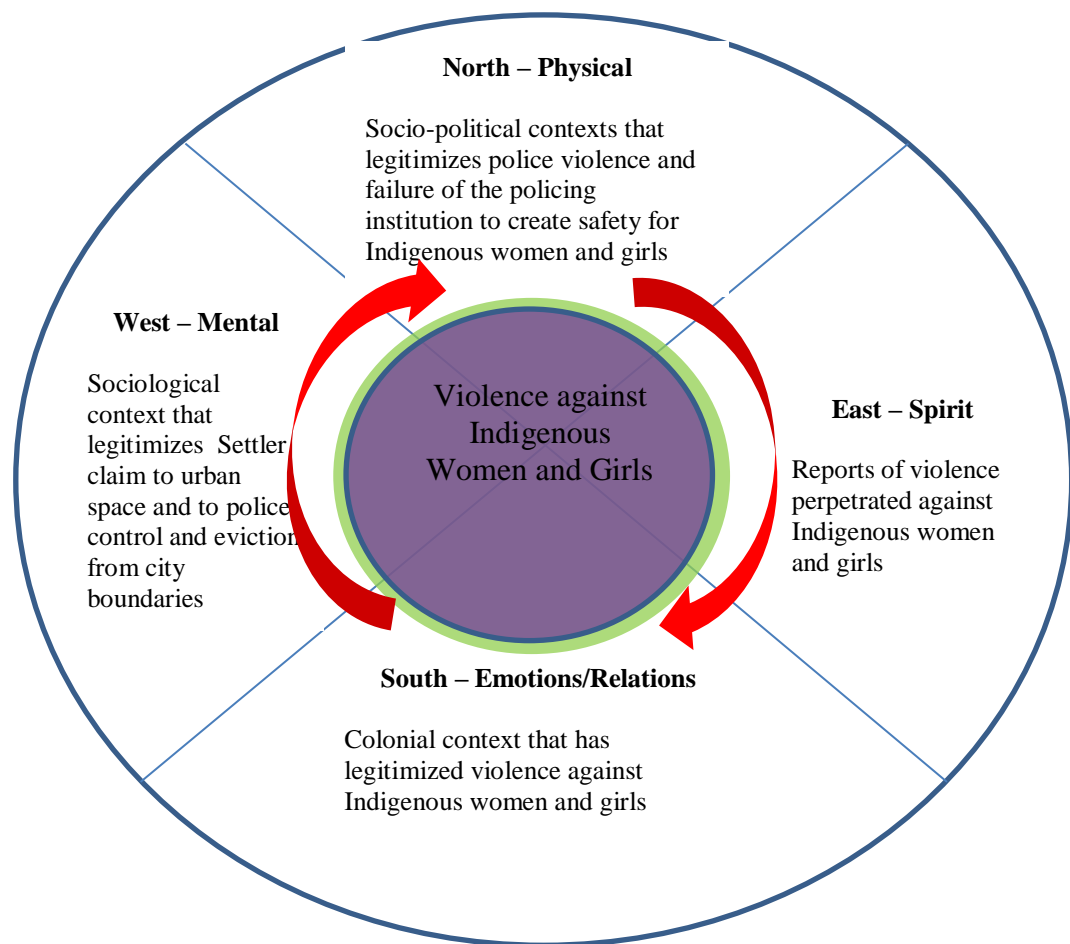 North – Physical
Socio-political contexts that
legitimizes police violence and
failure of the policing
institution to create safety for
Indigenous women and girls
West – Mental
Sociological
context that
legitimizes  Settler
claim to urban
space and to police
control and eviction
from city
boundaries
Violence against
Indigenous
Women and Girls
East – Spirit
Reports of violence
perpetrated against
Indigenous women
and girls
South – Emotions/Relations
Colonial context that has
legitimized violence against
Indigenous women and girls